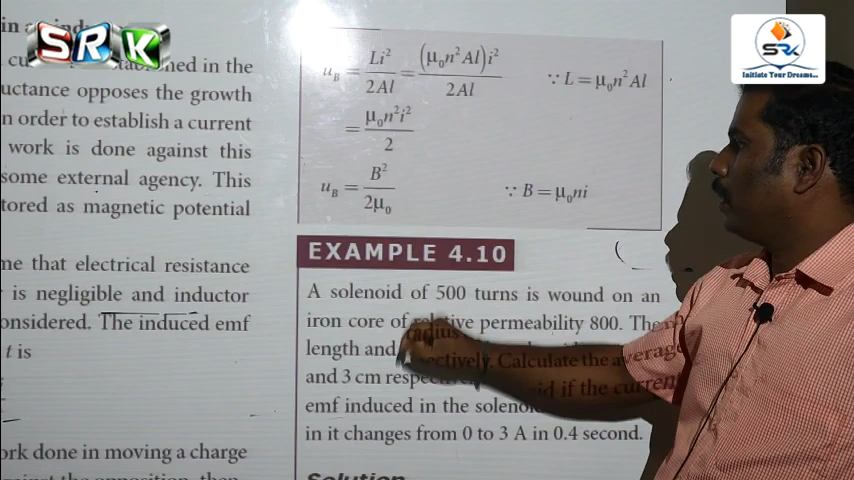 in a
SRK
SRK
Initiate Your Dreams...
hed in the
uctance opposes the growth
n order to establish a current
work is done against this
some external agency. This
tored as magnetic potential
me that electrical resistance
r is negligible and inductor
onsidered. The induced emf
t is
ork done in moving a charge
u_B = Li²/2Al = (μ₀n²Al)i²/2Al ∵ L = μ₀n²Al
= μ₀n²i²/2
u_B = B²/2μ₀ ∵ B = μ₀ni
EXAMPLE 4.10
A solenoid of 500 turns is wound on an
iron core of relative permeability 800. The
length and radius
and 3 cm respectively. Calculate the average
emf induced in the solenoid if the current
in it changes from 0 to 3 A in 0.4 second.
Solution